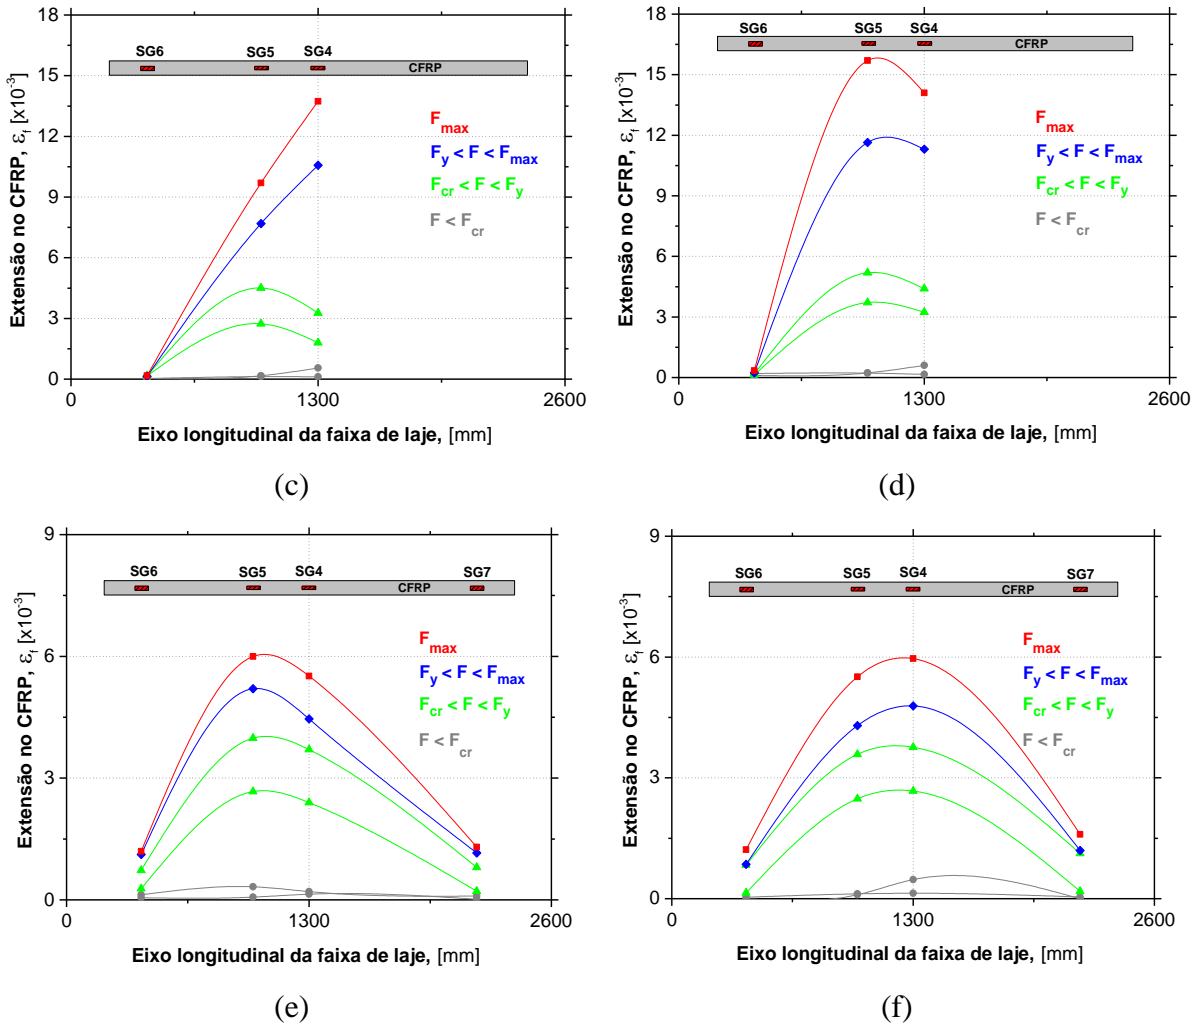 18
15
12
9
6
3
0
Extensão no CFRP, εf [x10-3]
SG6 SG5 SG4
CFRP
Fmax
Fy < F < Fmax
Fcr < F < Fy
F < Fcr
0 1300 2600
Eixo longitudinal da faixa de laje, [mm]
(c)
18
15
12
9
6
3
0
Extensão no CFRP, εf [x10-3]
SG6 SG5 SG4
CFRP
Fmax
Fy < F < Fmax
Fcr < F < Fy
F < Fcr
0 1300 2600
Eixo longitudinal da faixa de laje, [mm]
(d)
9
6
3
0
Extensão no CFRP, εf [x10-3]
SG6 SG5 SG4 SG7
CFRP
Fmax
Fy < F < Fmax
Fcr < F < Fy
F < Fcr
0 1300 2600
Eixo longitudinal da faixa de laje, [mm]
(e)
9
6
3
0
Extensão no CFRP, εf [x10-3]
SG6 SG5 SG4 SG7
CFRP
Fmax
Fy < F < Fmax
Fcr < F < Fy
F < Fcr
0 1300 2600
Eixo longitudinal da faixa de laje, [mm]
(f)